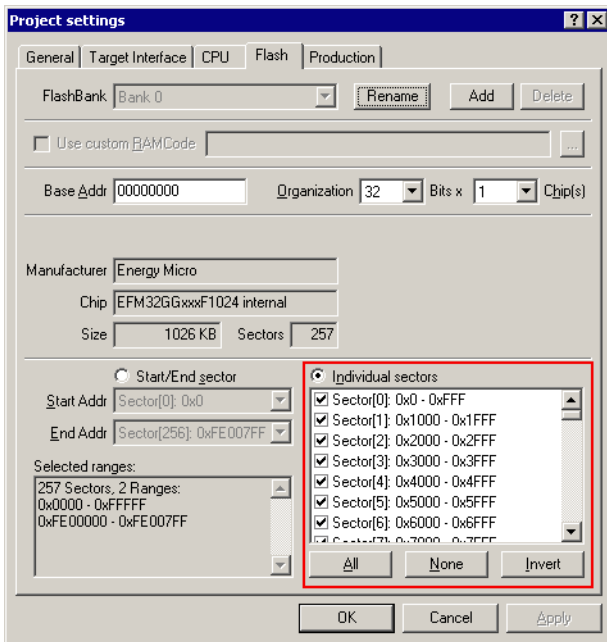 Project settings
General Target Interface CPU Flash Production
FlashBank Bank 0 Rename Add Delete
Use custom RAMCode ...
Base Addr 00000000 Organization 32 Bits x 1 Chip(s)
Manufacturer Energy Micro
Chip EFM32GGxxxF1024 internal
Size 1026 KB Sectors 257
Start/End sector
Start Addr Sector[0]: 0x0
End Addr Sector[256]: 0xFE007FF
Selected ranges:
257 Sectors, 2 Ranges:
0x0000 - 0xFFFFF
0xFE00000 - 0xFE007FF
Individual sectors
Sector[0]: 0x0 - 0xFFF
Sector[1]: 0x1000 - 0x1FFF
Sector[2]: 0x2000 - 0x2FFF
Sector[3]: 0x3000 - 0x3FFF
Sector[4]: 0x4000 - 0x4FFF
Sector[5]: 0x5000 - 0x5FFF
Sector[6]: 0x6000 - 0x6FFF
Sector[7]: 0x7000 - 0x7FFF
All None Invert
OK Cancel Apply